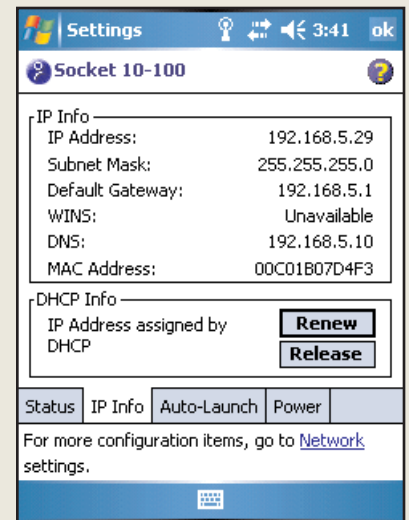 Settings 3:41 ok
Socket 10-100 ?
IP Info
IP Address: 192.168.5.29
Subnet Mask: 255.255.255.0
Default Gateway: 192.168.5.1
WINS: Unavailable
DNS: 192.168.5.10
MAC Address: 00C01B07D4F3
DHCP Info
IP Address assigned by
DHCP
Renew
Release
Status IP Info Auto-Launch Power
For more configuration items, go to Network
settings.